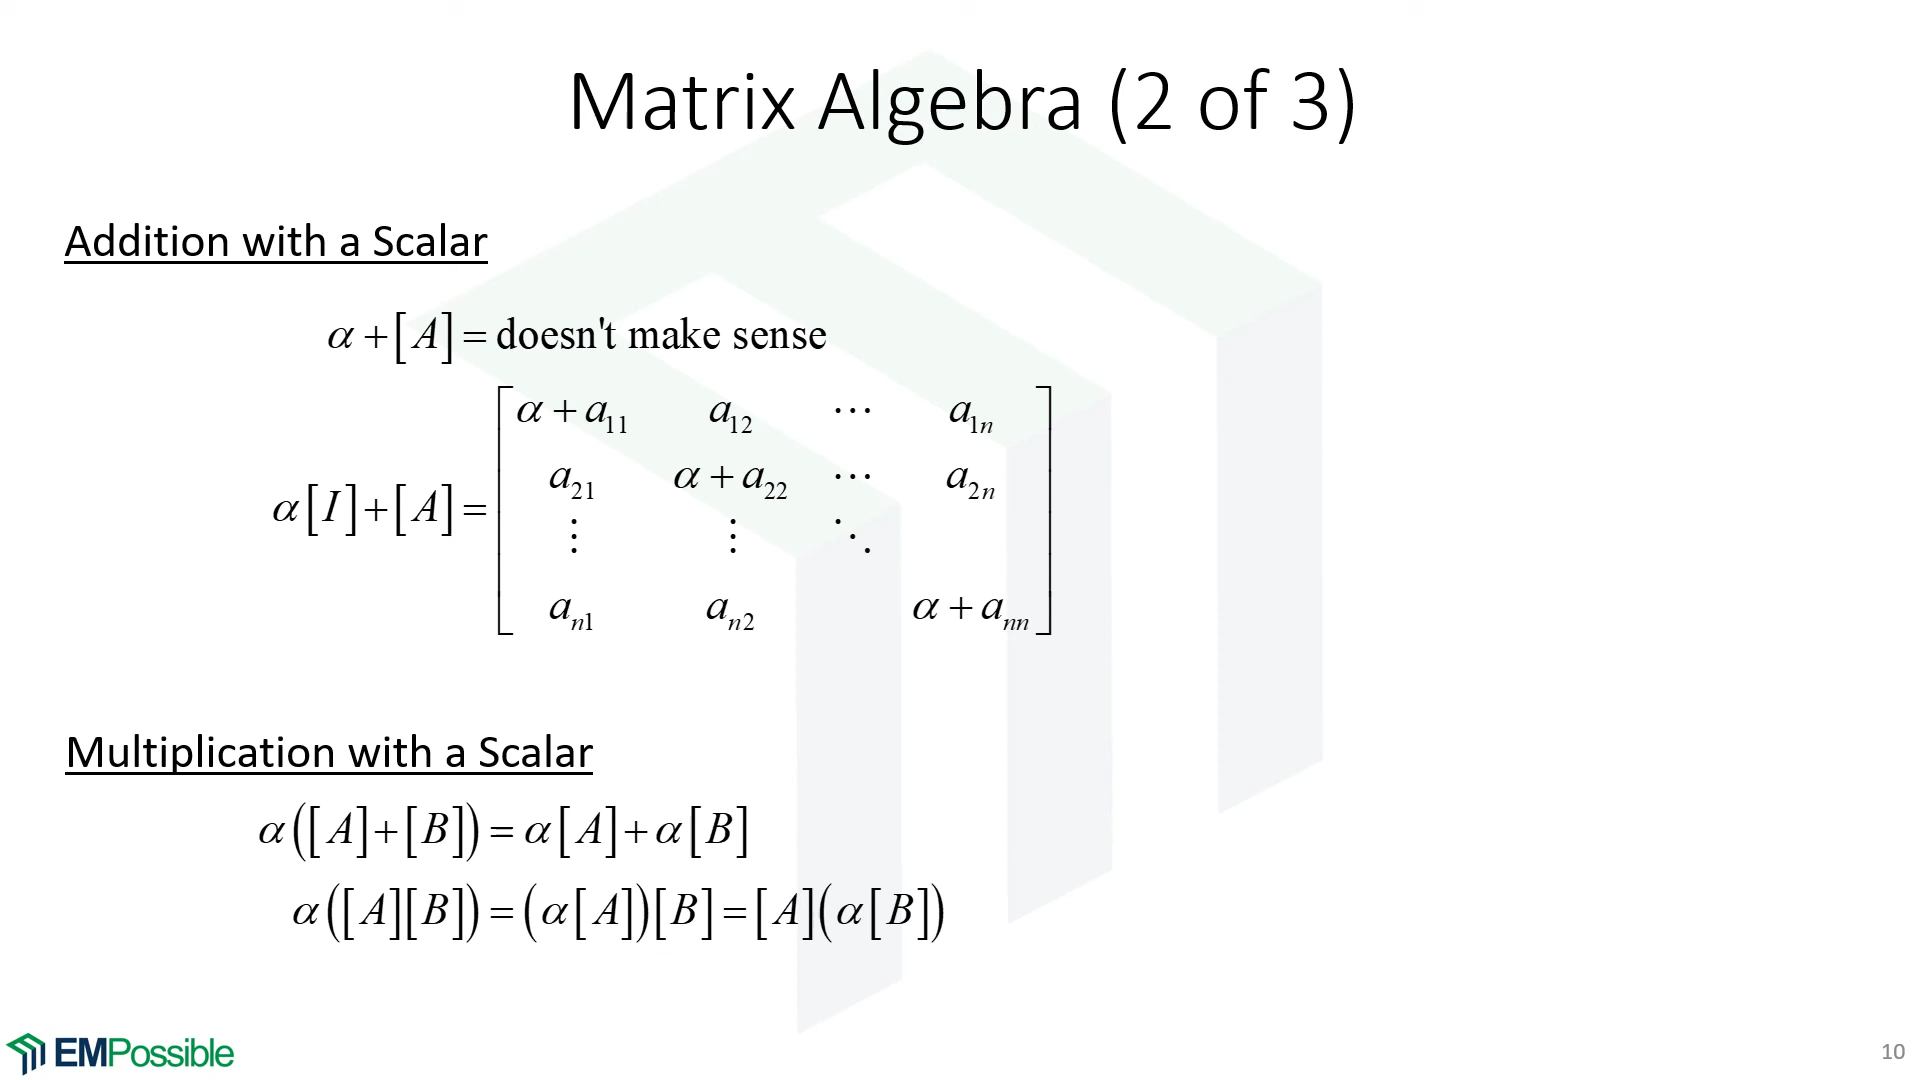 Matrix Algebra (2 of 3)
Addition with a Scalar
α + [A] = doesn't make sense
α[I] + [A] = [α + a₁₁ a₁₂ ⋯ a₁ₙ
a₂₁ α + a₂₂ ⋯ a₂ₙ
⋮ ⋮ ⋱
aₙ₁ aₙ₂ α + aₙₙ]
Multiplication with a Scalar
α([A] + [B]) = α[A] + α[B]
α([A][B]) = (α[A])[B] = [A](α[B])
EMPossible
10